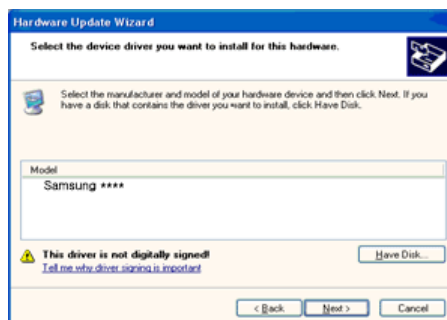 Hardware Update Wizard
Select the device driver you want to install for this hardware.
Select the manufacturer and model of your hardware device and then click Next. If you
have a disk that contains the driver you want to install, click Have Disk.
Model
Samsung ****
This driver is not digitally signed!
Have Disk...
Tell me why driver signing is important
< Back
Next >
Cancel